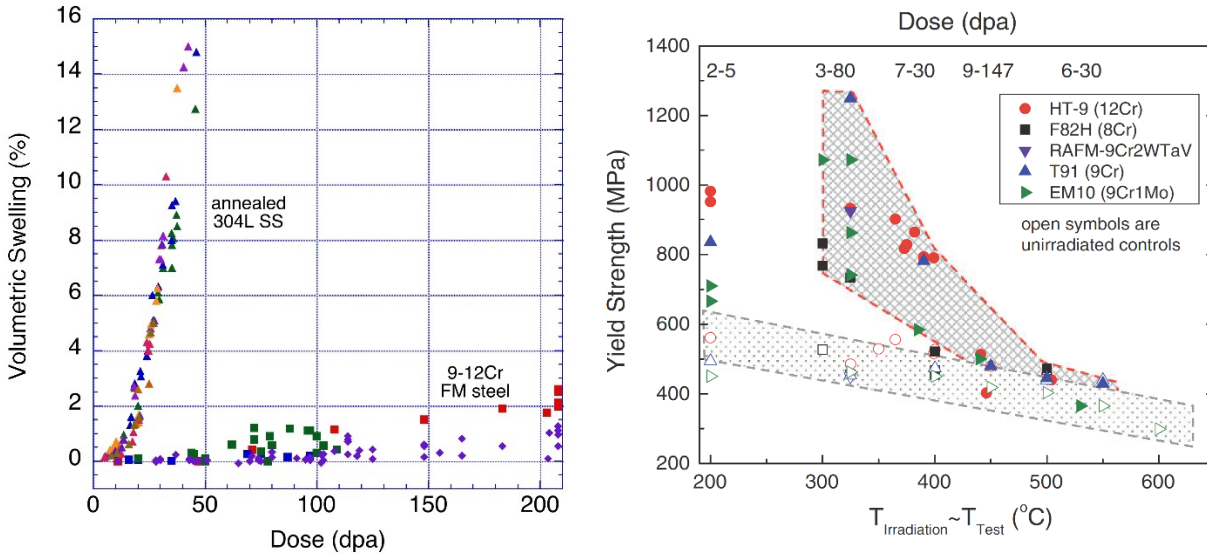 16
14
12
10
8
6
4
2
0
Volumetric Swelling (%)
annealed
304L SS
9-12Cr
FM steel
0
50
100
150
200
Dose (dpa)
Dose (dpa)
1400
1200
1000
800
600
400
200
Yield Strength (MPa)
2-5
3-80
7-30
9-147
6-30
HT-9 (12Cr)
F82H (8Cr)
RAFM-9Cr2WTaV
T91 (9Cr)
EM10 (9Cr1Mo)
open symbols are
unirradiated controls
200
300
400
500
600
T_Irradiation~T_Test (°C)